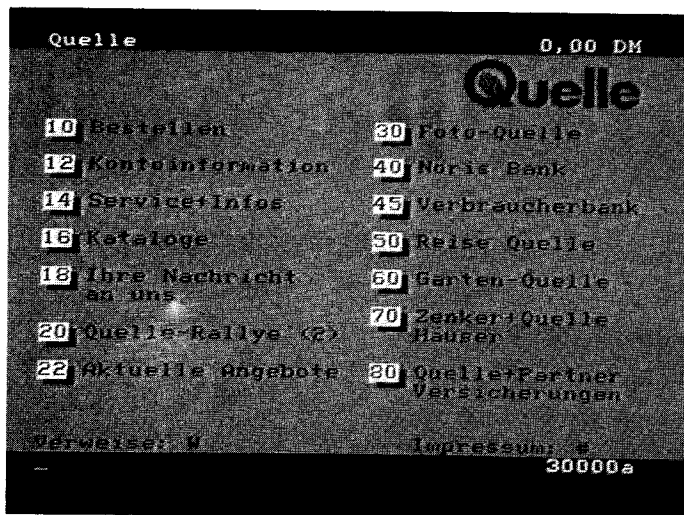 Quelle
0,00 DM
Quelle
10 Bestellen
12 Kontoinformation
14 Service+Infos
16 Kataloge
18 Ihre Nachricht
an uns
20 Quelle-Rallye (2)
22 Aktuelle Angebote
30 Foto-Quelle
40 Noris Bank
45 Verbraucherbank
50 Reise Quelle
60 Garten-Quelle
70 Zenker+Quelle
Häuser
80 Quelle+Partner
Versicherungen
Verweise: W
Impressum: #
30000a